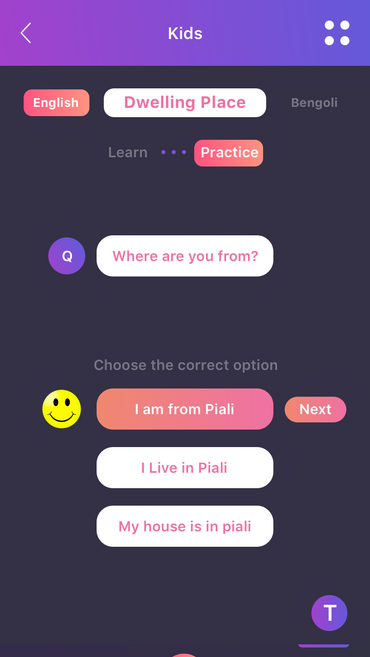 Kids
English Dwelling Place Bengoli
Learn Practice
Q Where are you from?
Choose the correct option
I am from Piali Next
I Live in Piali
My house is in piali
T